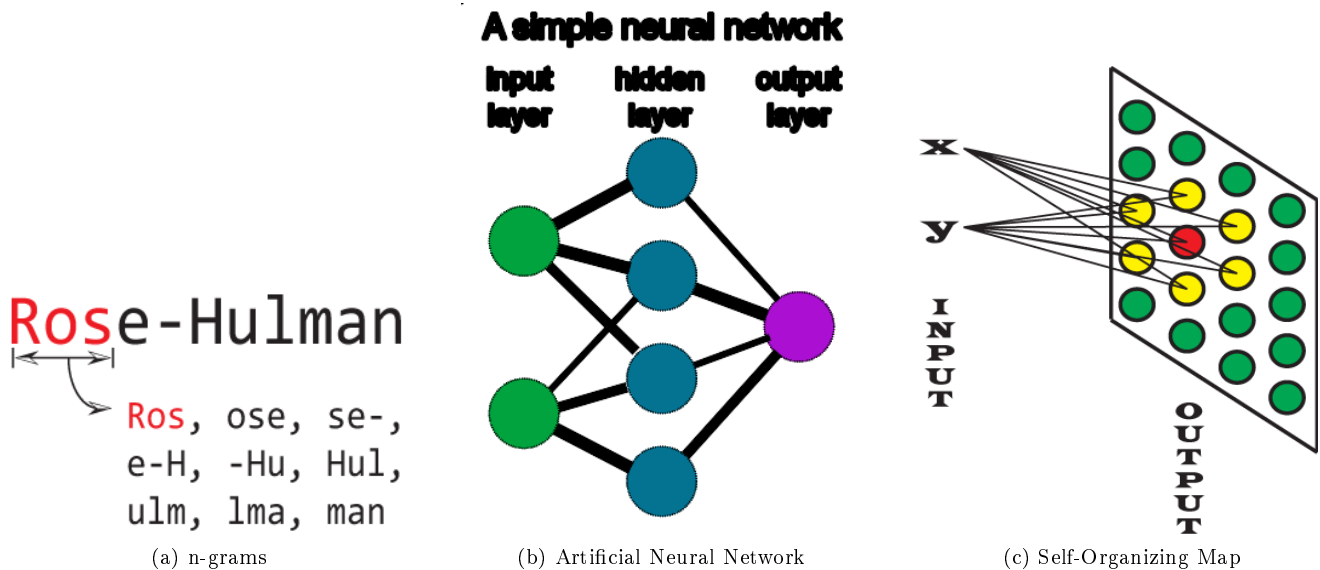 Rose-Hulman
Ros, ose, se-,
e-H, -Hu, Hul,
ulm, lma, man
(a) n-grams
A simple neural network
input
layer
hidden
layer
output
layer
(b) Artificial Neural Network
x
y
INPUT
OUTPUT
(c) Self-Organizing Map